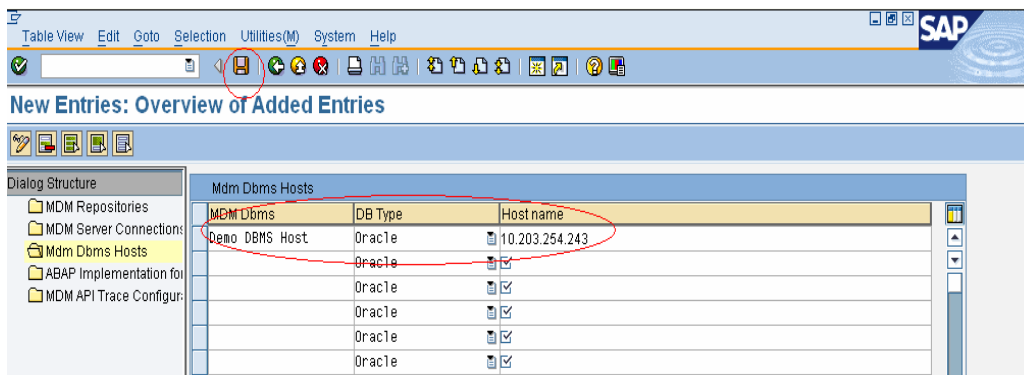 Table View Edit Goto Selection Utilities(M) System Help
SAP
New Entries: Overview of Added Entries
Dialog Structure
MDM Repositories
MDM Server Connections
Mdm Dbms Hosts
ABAP Implementation for
MDM API Trace Configur
Mdm Dbms Hosts
MDM Dbms DB Type Host name
Demo DBMS Host Oracle 10.203.254.243
Oracle
Oracle
Oracle
Oracle
Oracle